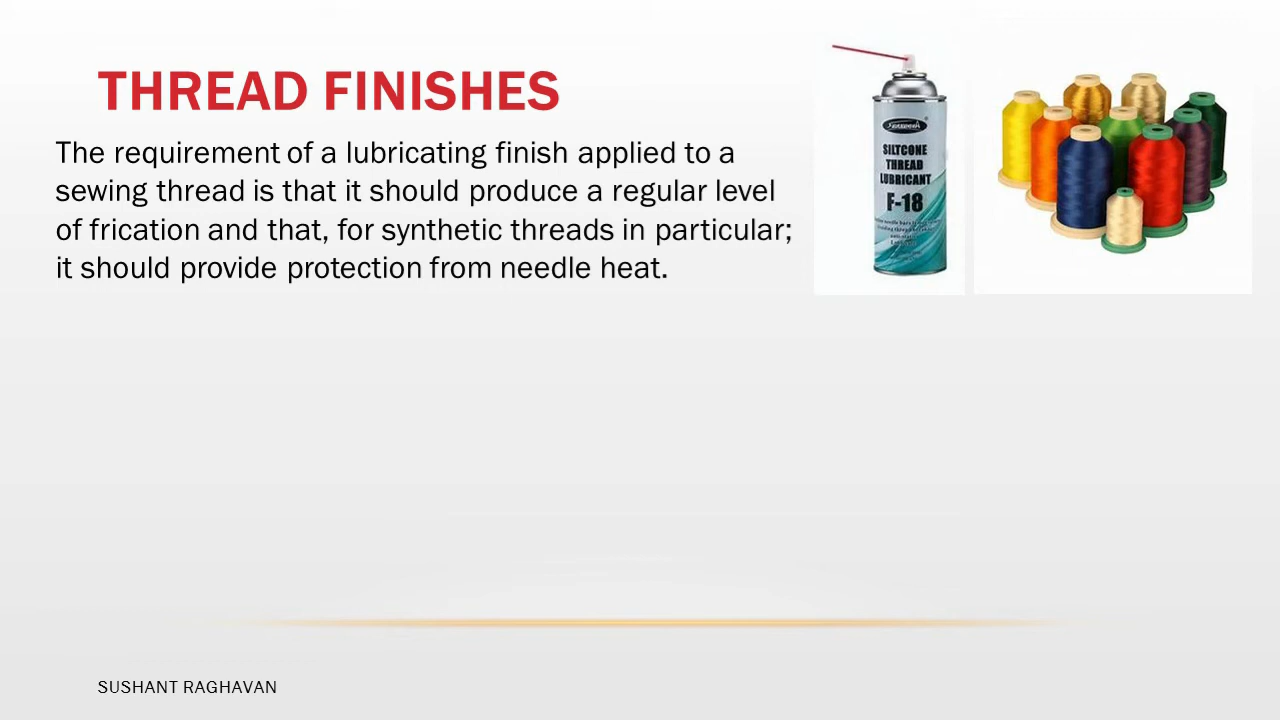 THREAD FINISHES
The requirement of a lubricating finish applied to a
sewing thread is that it should produce a regular level
of frication and that, for synthetic threads in particular;
it should provide protection from needle heat.
SILTCONE
THREAD
LUBRICANT
F-18
SUSHANT RAGHAVAN